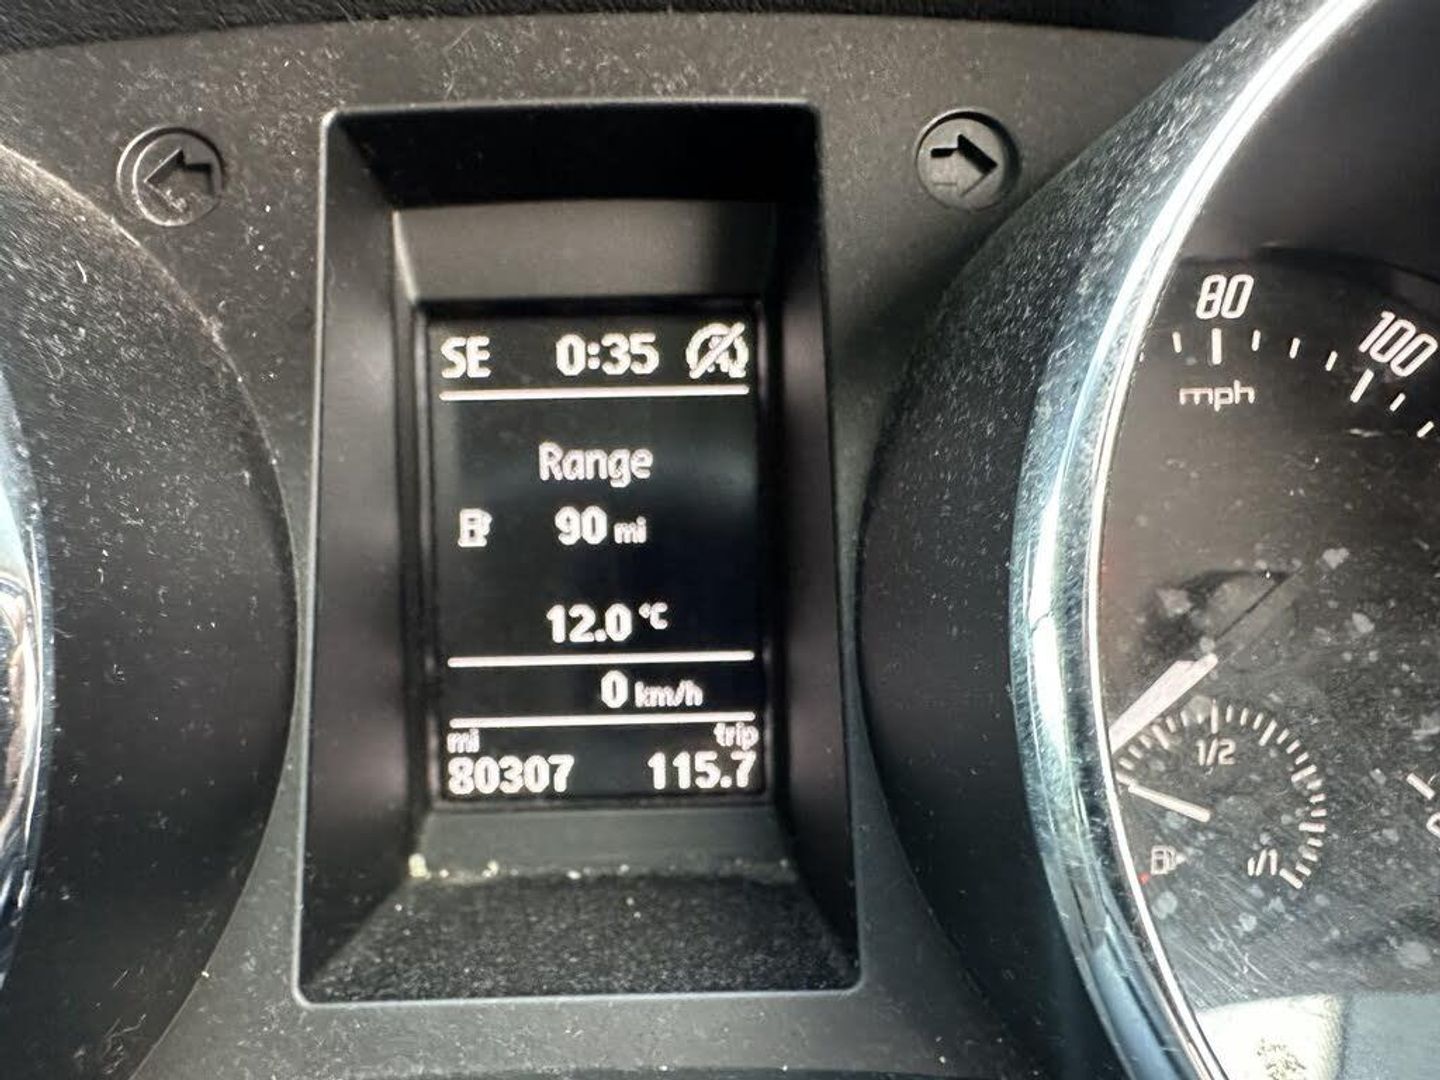 SE 0:35
Range
90 mi
12.0 °C
0 km/h
mi trip
80307 115.7
80
100
mph
1/2
1/1